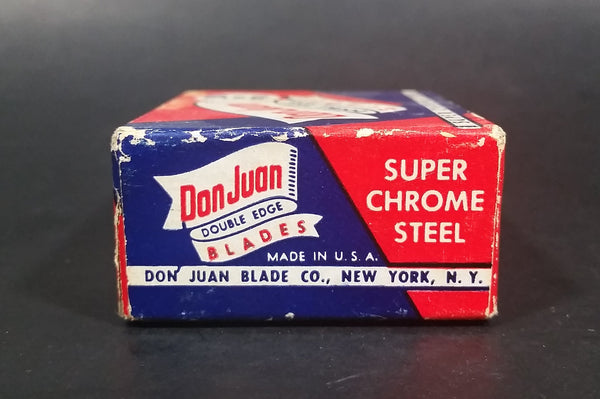 Don Juan
DOUBLE EDGE
BLADES
MADE IN U.S.A.
SUPER
CHROME
STEEL
DON JUAN BLADE CO., NEW YORK, N. Y.